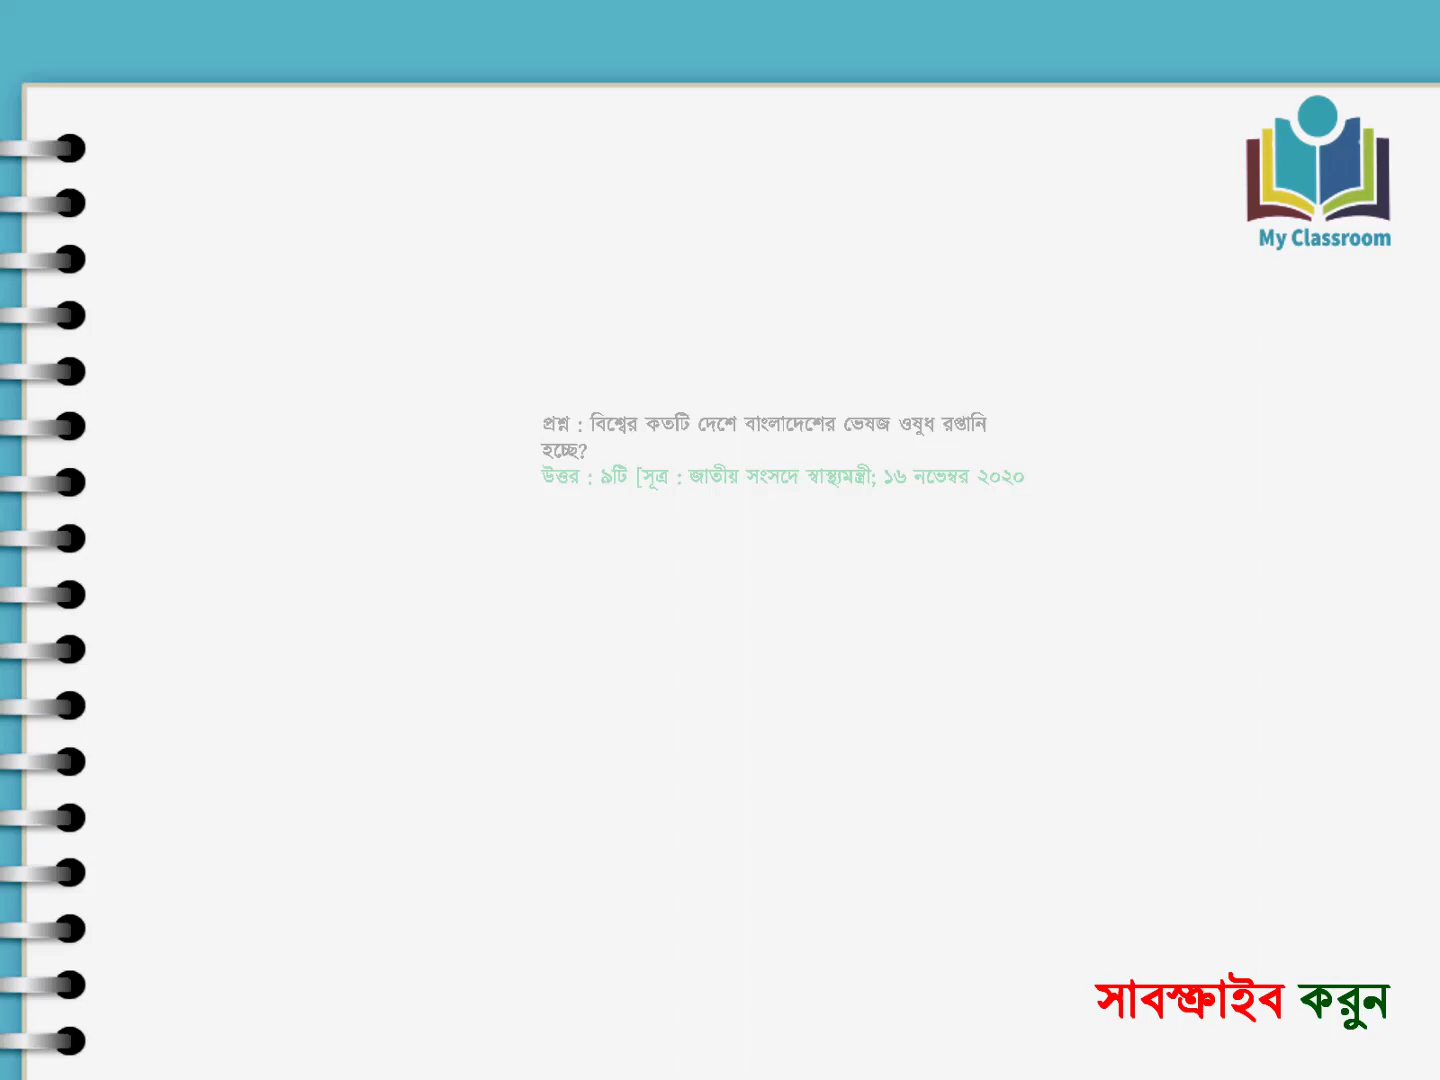 My Classroom
প্রশ্ন : বিশ্বের কতটি দেশে বাংলাদেশের ভেষজ ওষুধ রপ্তানি
হচ্ছে?
উত্তর : ৯টি [সূত্র : জাতীয় সংসদে স্বাস্থ্যমন্ত্রী; ১৬ নভেম্বর ২০২০
সাবস্ক্রাইব করুন